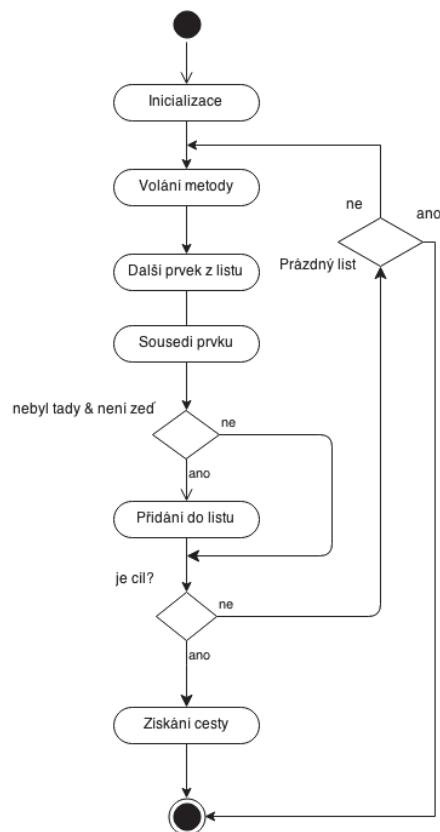 Inicializace
Volání metody
ne
ano
Prázdný list
Další prvek z listu
Sousedi prvku
nebyl tady & není zeď
ne
ano
Přidání do listu
je cíl?
ne
ano
Získání cesty